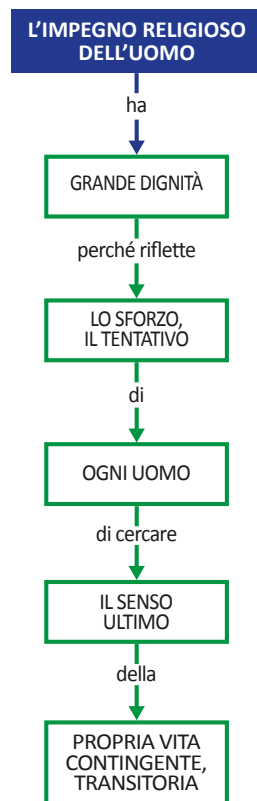 L'IMPEGNO RELIGIOSO
DELL'UOMO
ha
GRANDE DIGNITÀ
perché riflette
LO SFORZO,
IL TENTATIVO
di
OGNI UOMO
di cercare
IL SENSO
ULTIMO
della
PROPRIA VITA
CONTINGENTE,
TRANSITORIA